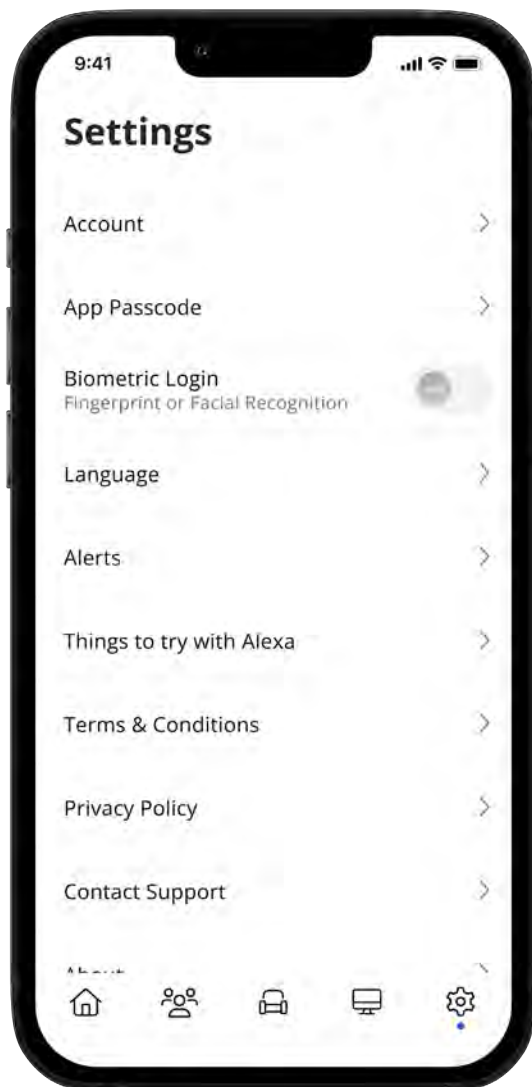 9:41
Settings
Account
App Passcode
Biometric Login
Fingerprint or Facial Recognition
Language
Alerts
Things to try with Alexa
Terms & Conditions
Privacy Policy
Contact Support
About